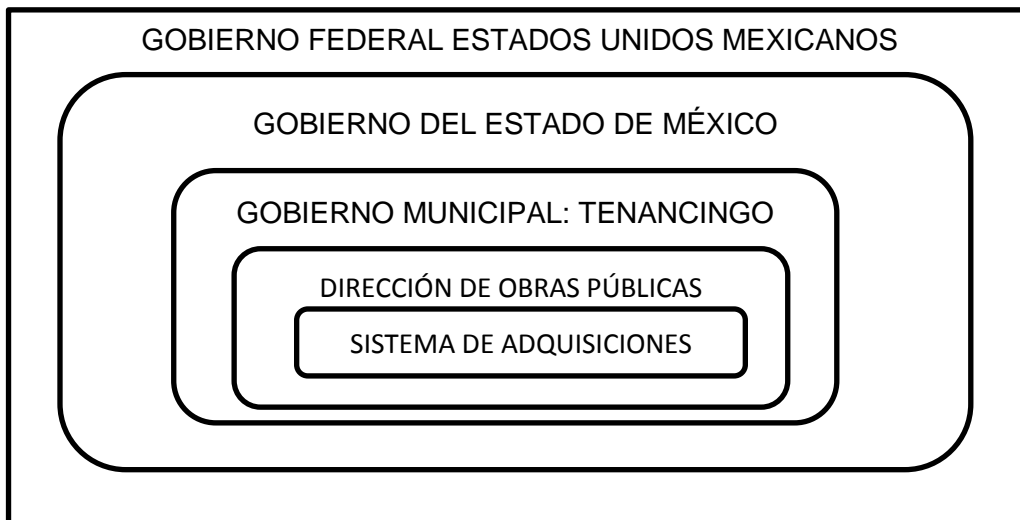 GOBIERNO FEDERAL ESTADOS UNIDOS MEXICANOS
GOBIERNO DEL ESTADO DE MÉXICO
GOBIERNO MUNICIPAL: TENANCINGO
DIRECCIÓN DE OBRAS PÚBLICAS
SISTEMA DE ADQUISICIONES